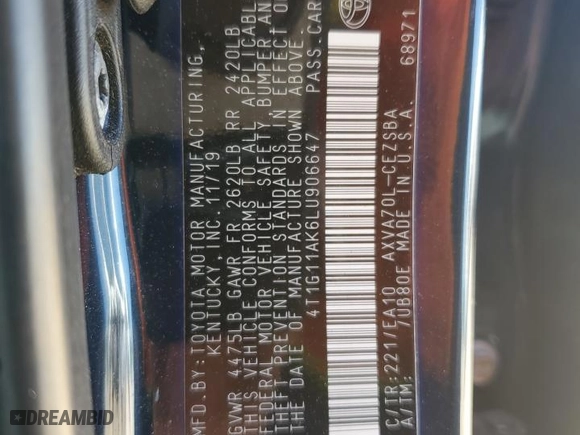 MFD. BY: TOYOTA MOTOR MANUFACTURING,
KENTUCKY, INC. 11/19
GVWR 4475LB GAWR FR 2620LB RR 2420LB
THIS VEHICLE CONFORMS TO ALL APPLICABLE
FEDERAL MOTOR VEHICLE SAFETY, BUMPER AN
THEFT PREVENTION STANDARDS IN EFFECT O
THE DATE OF MANUFACTURE SHOWN ABOVE.
4T1G11AK6LU906647 PASS.CAR
C/TR:221/EA10 AXVA70L-CEZSBA
A/TM: 7UB80E MADE IN U.S.A. 68971
DREAMBID